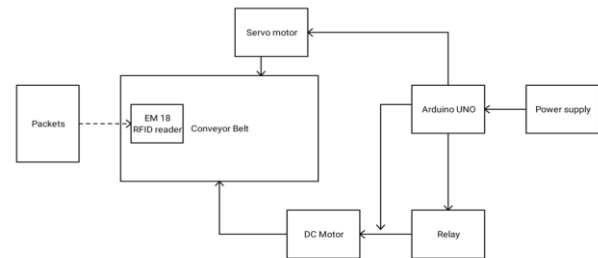 Servo motor
Packets
EM 18
RFID reader
Conveyor Belt
Arduino UNO
Power supply
DC Motor
Relay